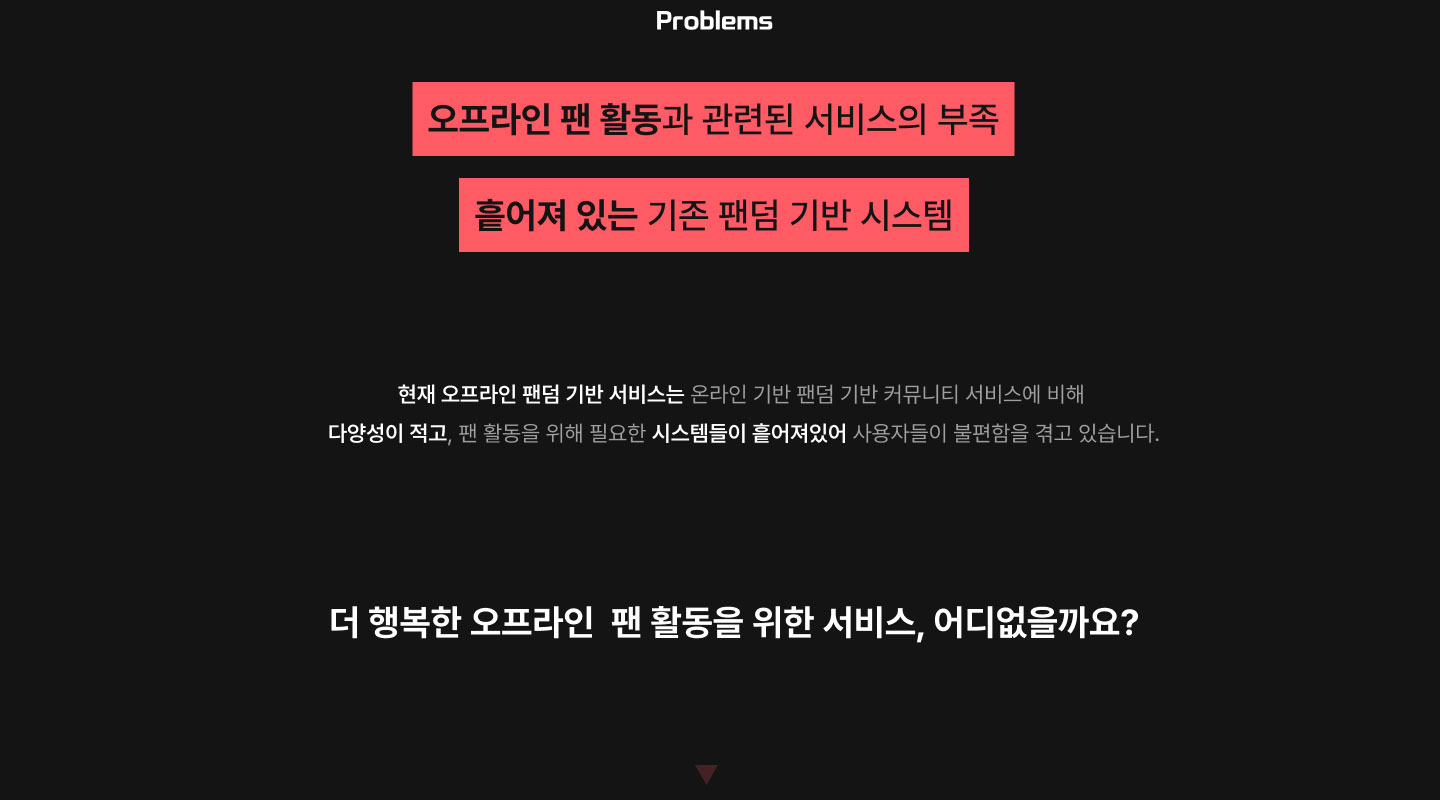 Problems
오프라인 팬 활동과 관련된 서비스의 부족
흩어져 있는 기존 팬덤 기반 시스템
현재 오프라인 팬덤 기반 서비스는 온라인 기반 팬덤 기반 커뮤니티 서비스에 비해
다양성이 적고, 팬 활동을 위해 필요한 시스템들이 흩어져있어 사용자들이 불편함을 겪고 있습니다.
더 행복한 오프라인  팬 활동을 위한 서비스, 어디없을까요?